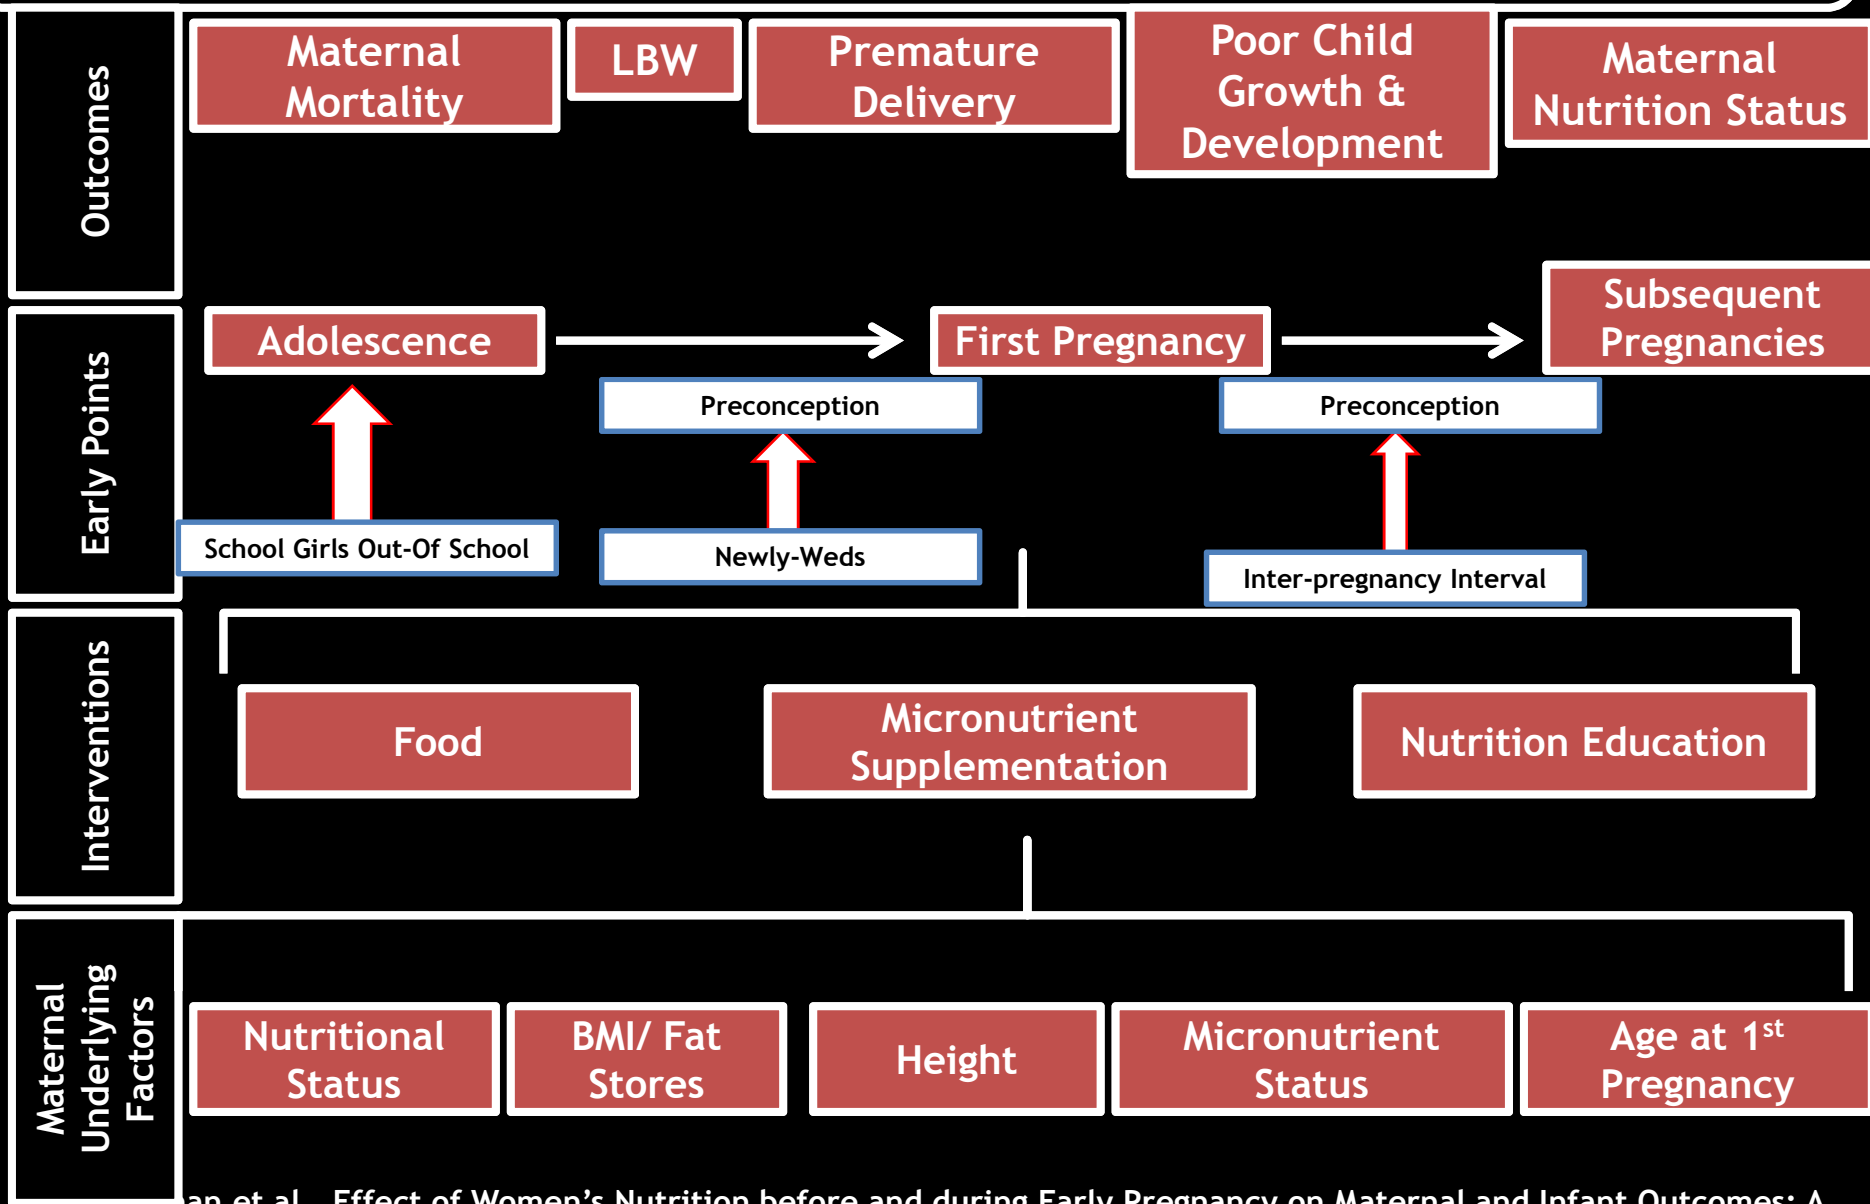 Outcomes
Maternal
Mortality
LBW
Premature
Delivery
Poor Child
Growth &
Development
Maternal
Nutrition Status
Early Points
Adolescence
First Pregnancy
Subsequent
Pregnancies
Preconception
Preconception
School Girls Out-Of School
Newly-Weds
Inter-pregnancy Interval
Interventions
Food
Micronutrient
Supplementation
Nutrition Education
Maternal
Underlying
Factors
Nutritional
Status
BMI/ Fat
Stores
Height
Micronutrient
Status
Age at 1st
Pregnancy
et al. Effect of Women's Nutrition before and during Early Pregnancy on Maternal and Infant Outcomes: A